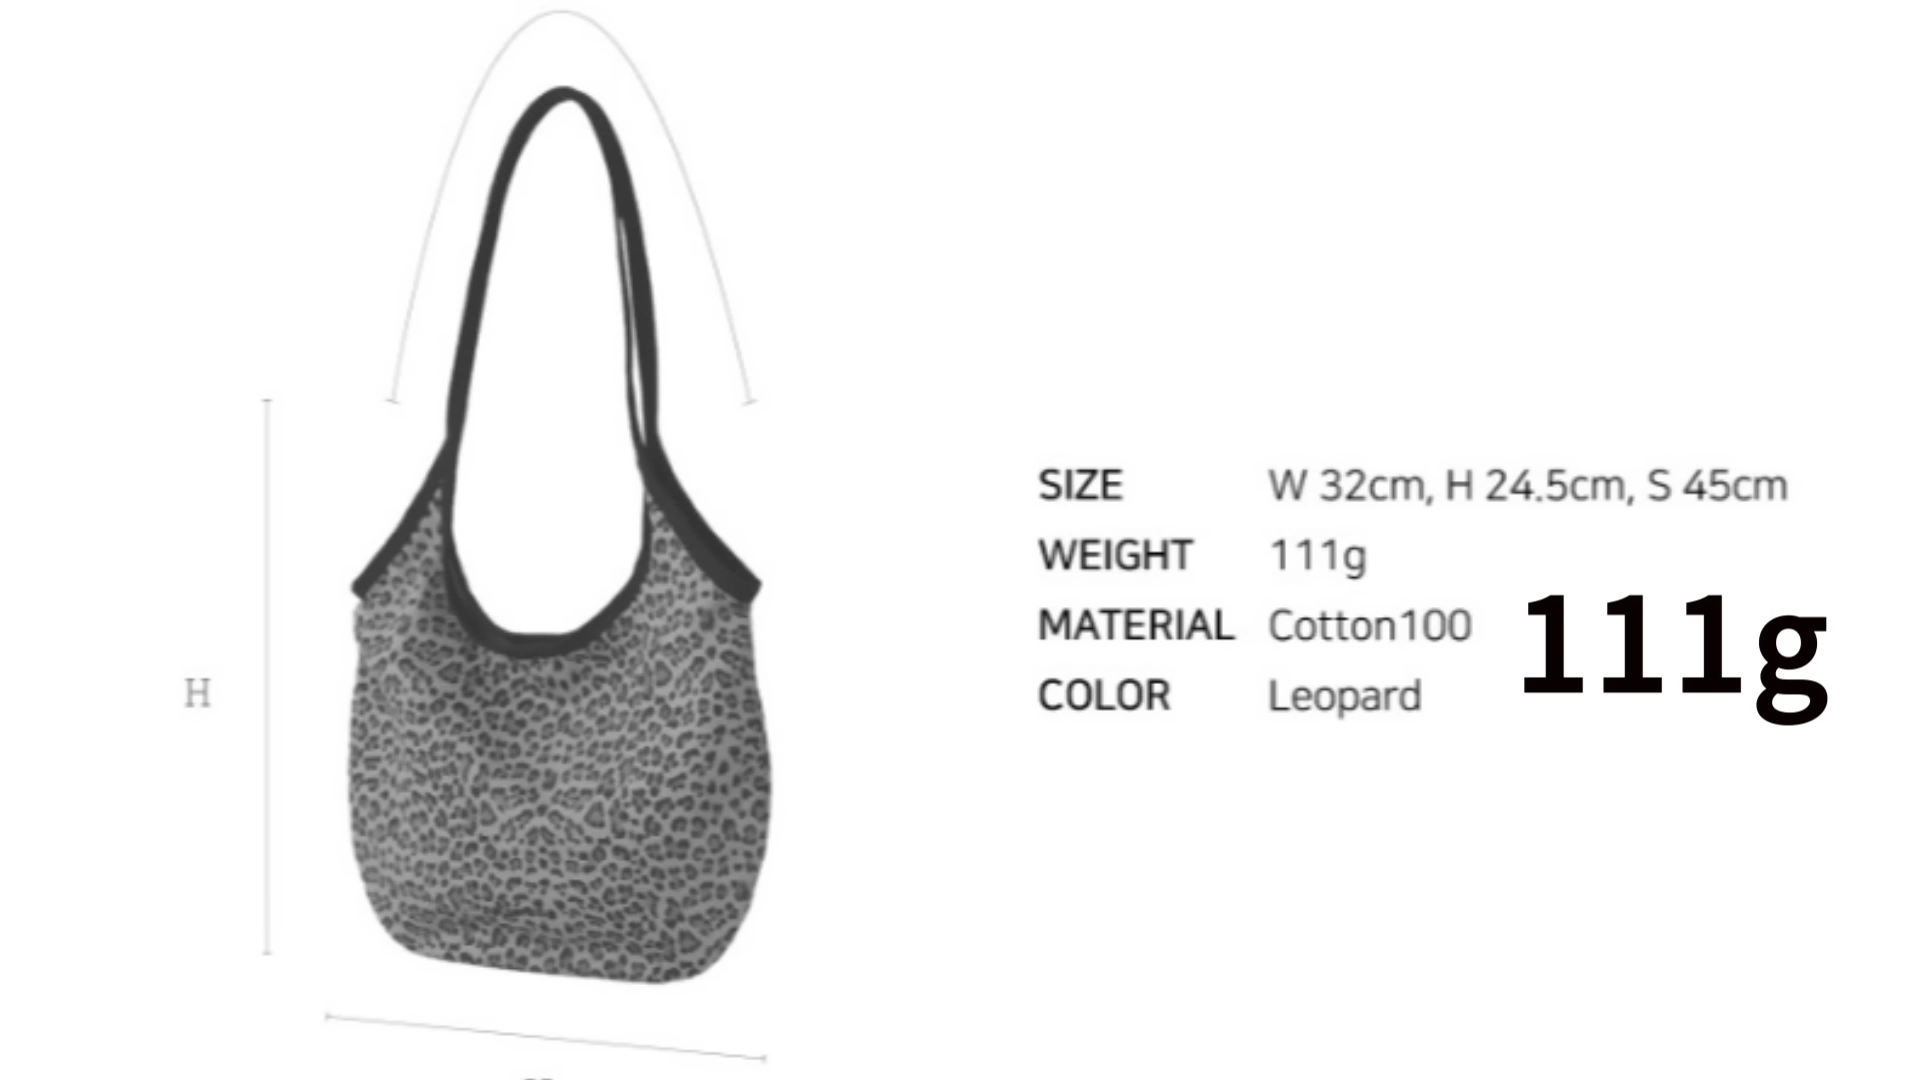 H
SIZE W 32cm, H 24.5cm, S 45cm
WEIGHT 111g
MATERIAL Cotton100
COLOR Leopard
111g